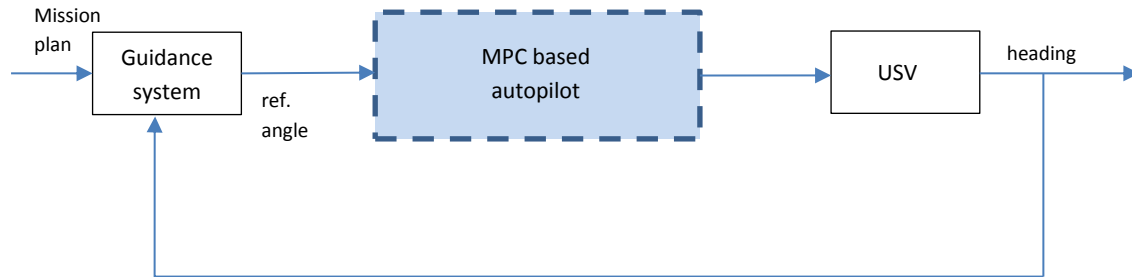 Mission
plan
Guidance
system
ref.
angle
MPC based
autopilot
USV
heading